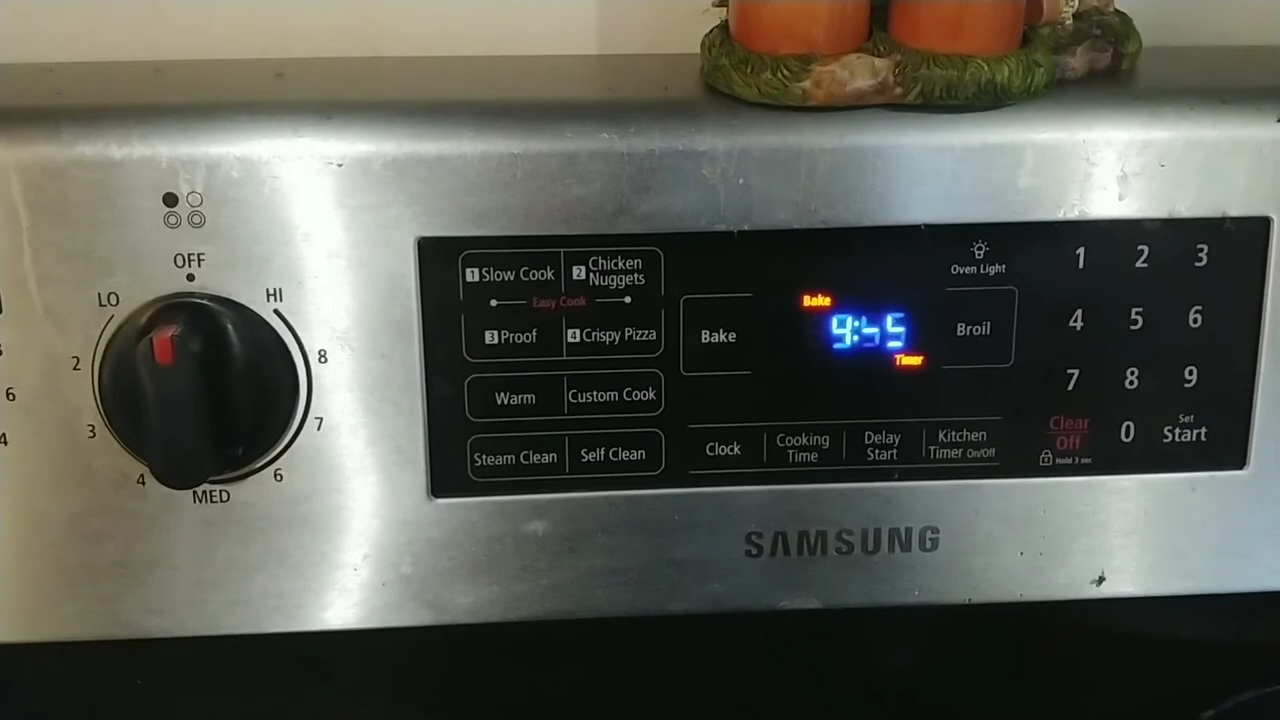 OFF
LO
HI
2
8
3
7
4
6
MED
6
4
1 Slow Cook
2 Chicken Nuggets
Easy Cook
3 Proof
4 Crispy Pizza
Warm
Custom Cook
Steam Clean
Self Clean
Bake
Bake
Timer
Oven Light
Broil
Clock
Cooking Time
Delay Start
Kitchen Timer On/Off
1 2 3
4 5 6
7 8 9
Clear Off
0
Set Start
Hold 3 sec
SAMSUNG